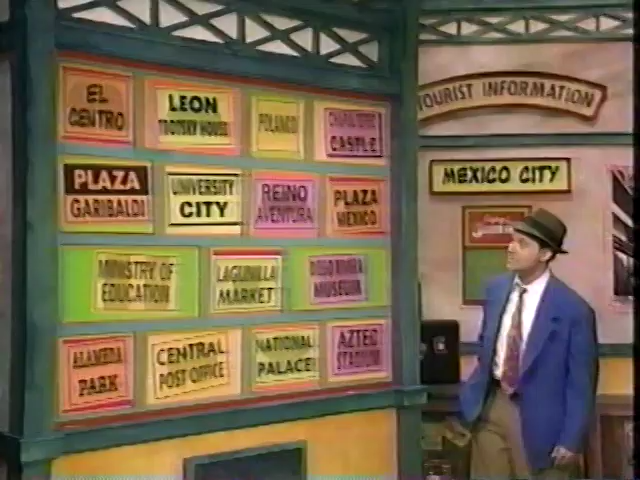 EL
CENTRO
LEON
TROTSKY HOUSE
POLANCO
CASTLE
PLAZA
GARIBALDI
UNIVERSITY
CITY
REINO
AVENTURA
PLAZA
MEXICO
MINISTRY OF
EDUCATION
LAGUNILLA
MARKET
DIEGO RIVERA
MUSEUM
ALAMEDA
PARK
CENTRAL
POST OFFICE
NATIONAL
PALACE
AZTEC
STADIUM
TOURIST INFORMATION
MEXICO CITY